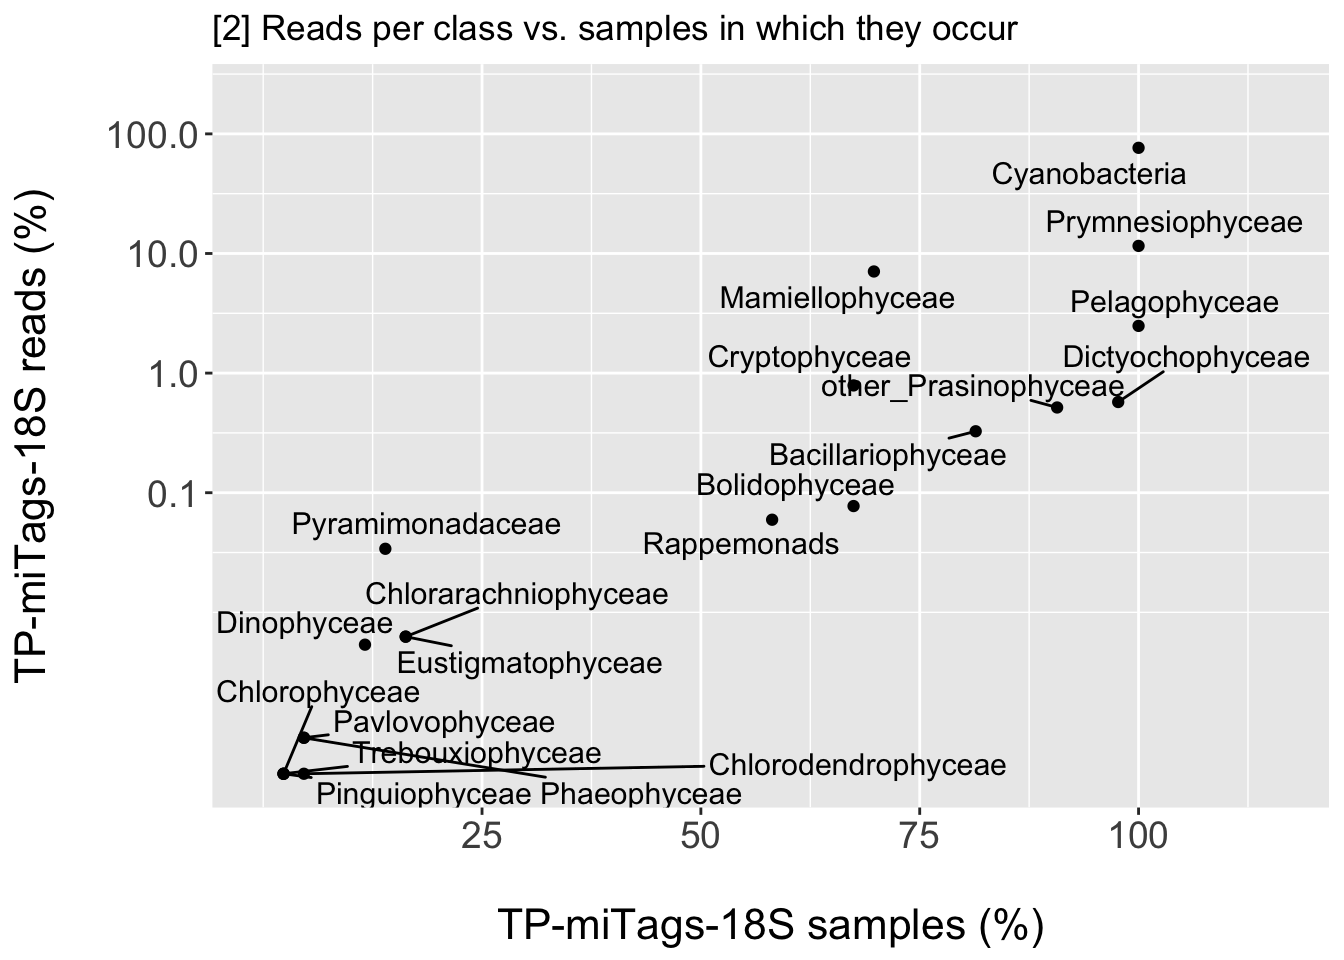 [2] Reads per class vs. samples in which they occur
TP-miTags-18S reads (%)
100.0
10.0
1.0
0.1
Cyanobacteria
Prymnesiophyceae
Mamiellophyceae
Pelagophyceae
Cryptophyceae
Dictyochophyceae
other_Prasinophyceae
Bacillariophyceae
Bolidophyceae
Pyramimonadaceae
Rappemonads
Chlorarachniophyceae
Dinophyceae
Eustigmatophyceae
Chlorophyceae
Pavlovophyceae
Trebouxiophyceae
Chlorodendrophyceae
Pinguiophyceae
Phaeophyceae
25
50
75
100
TP-miTags-18S samples (%)